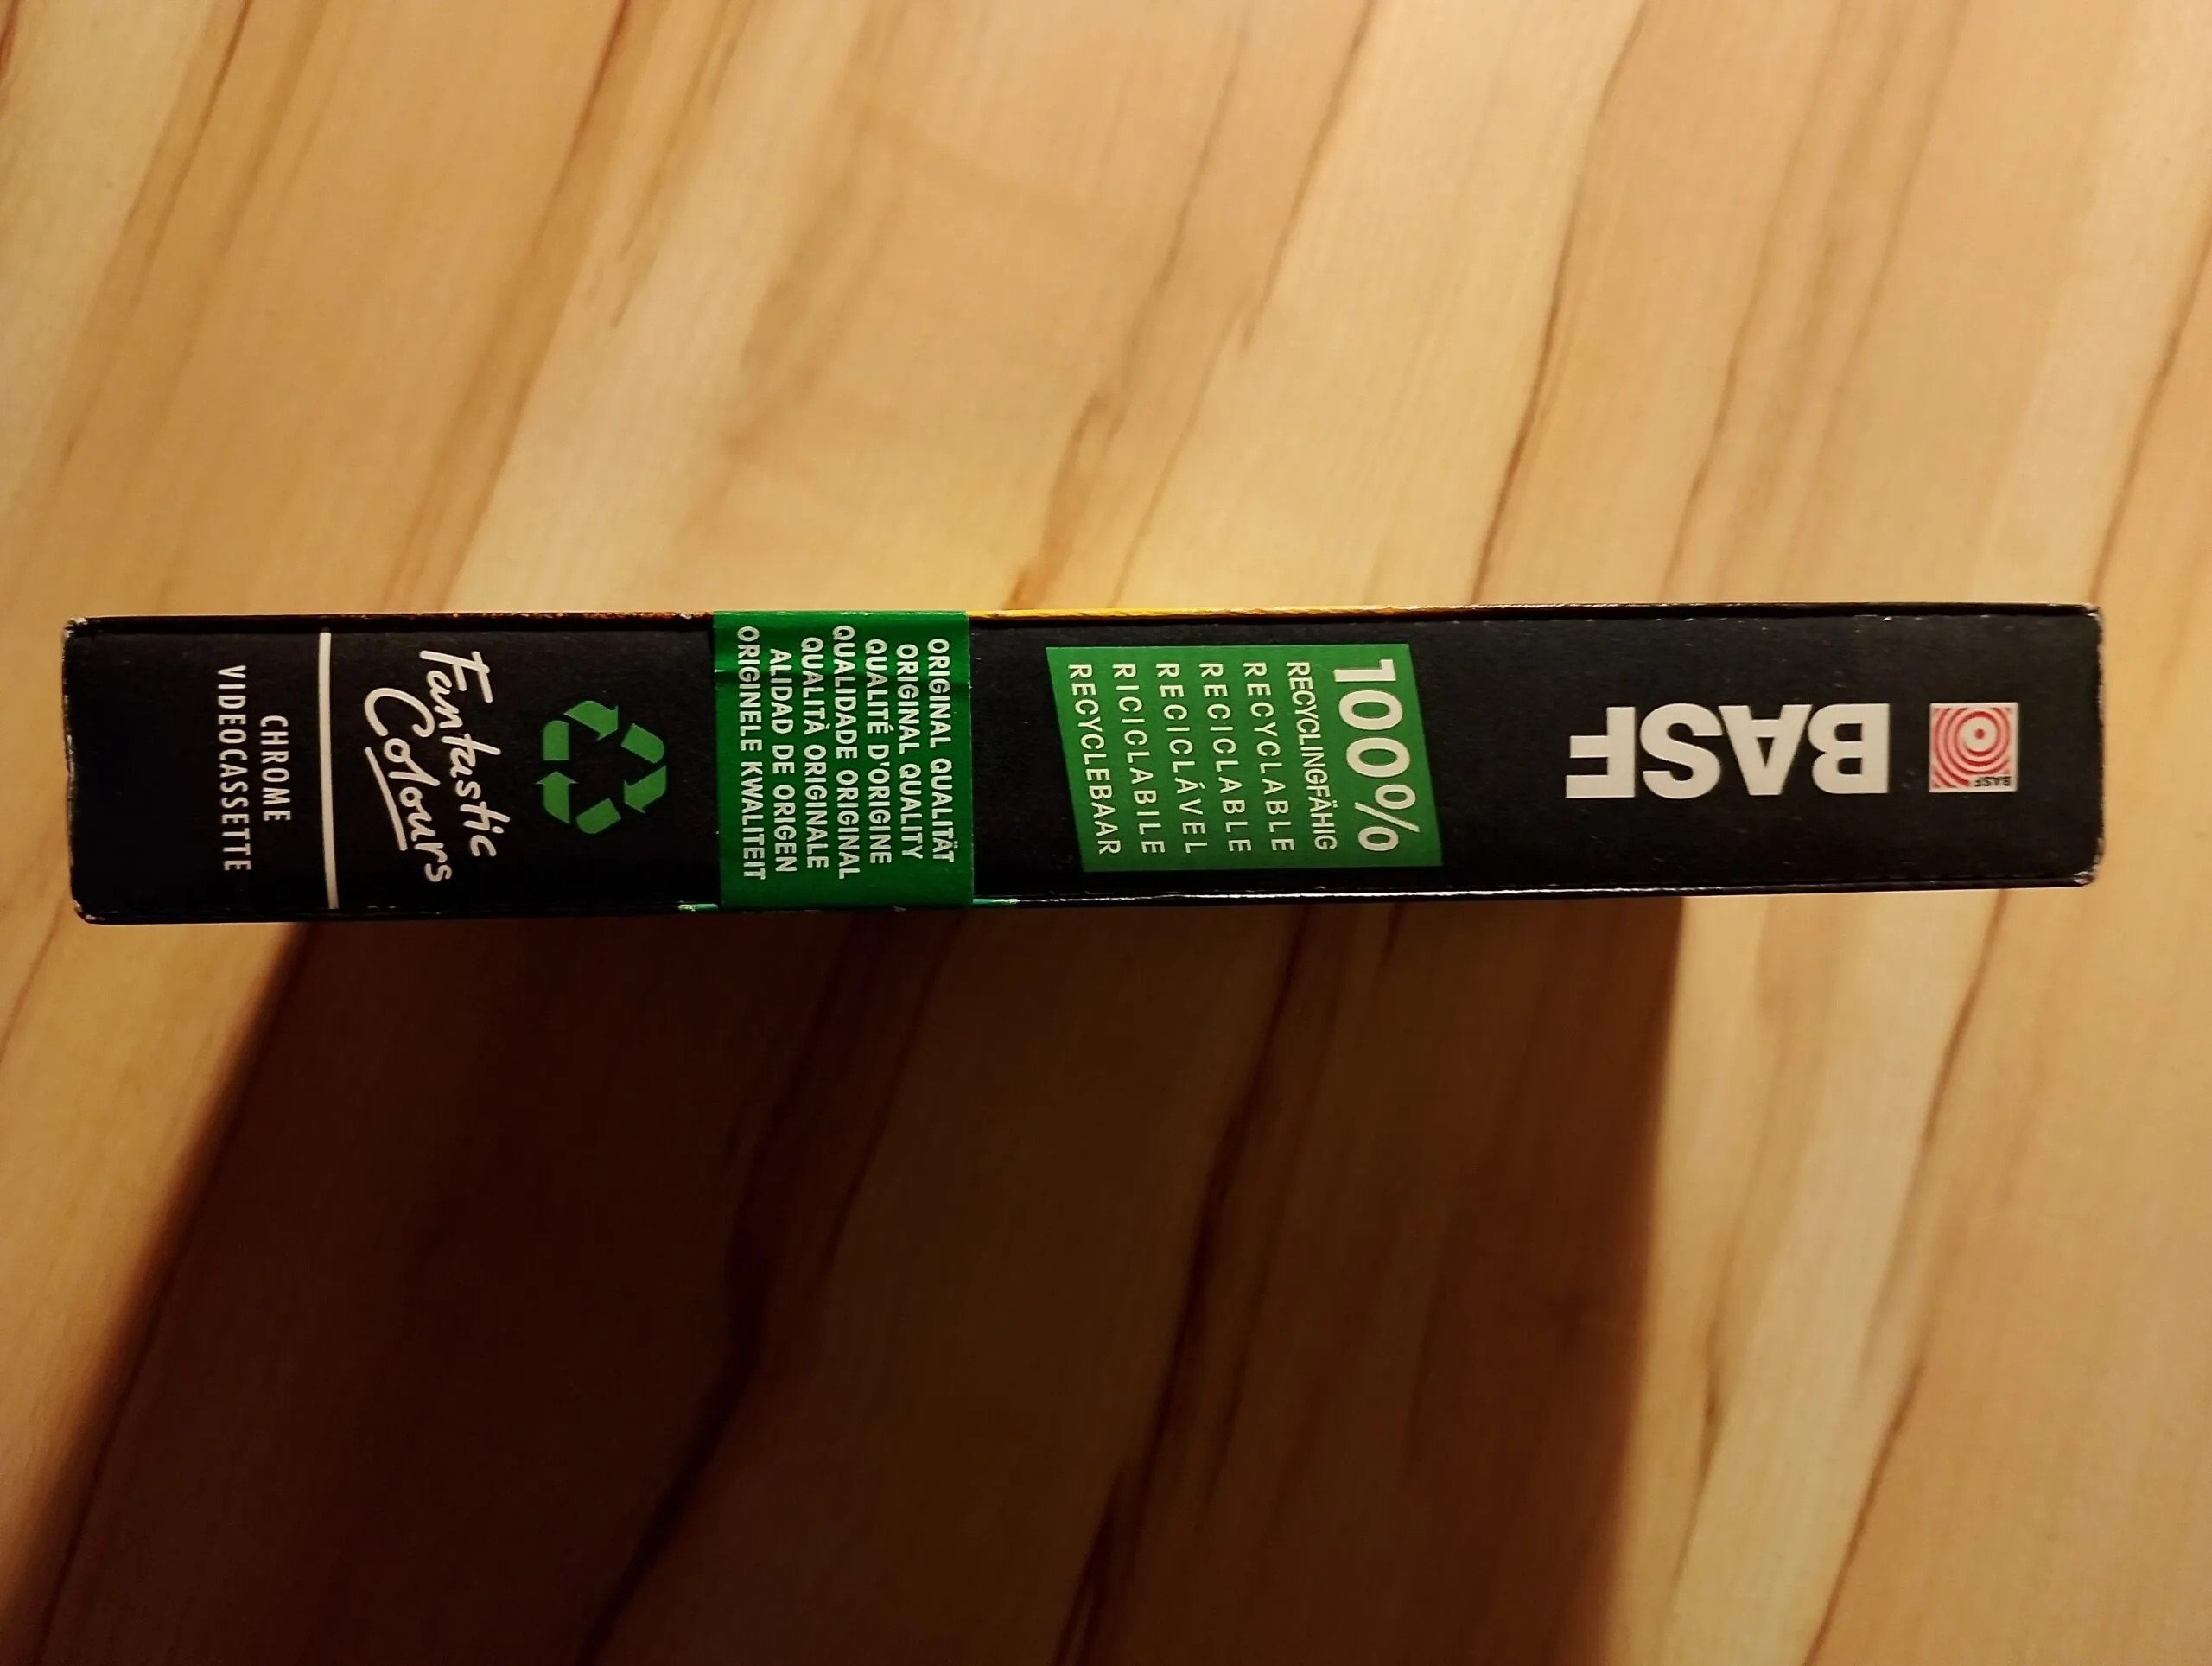 BASF
BASF
100%
RECYCLINGFÄHIG
RECYCLABLE
RECICLABLE
RECICLÁVEL
RICICLABILE
RECYCLEBAAR
ORIGINAL QUALITÄT
ORIGINAL QUALITY
QUALITÉ D'ORIGINE
QUALIDADE ORIGINAL
QUALITÀ ORIGINALE
ALIDAD DE ORIGEN
ORIGINELE KWALITEIT
Fantastic
Colours
CHROME
VIDEOCASSETTE